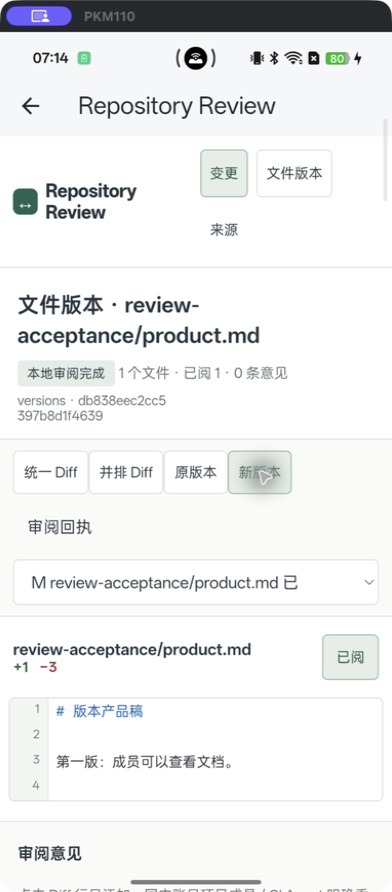 PKM110
07:14
80
Repository Review
Repository
Review
变更
文件版本
来源
文件版本 · review-
acceptance/product.md
本地审阅完成 1 个文件 · 已阅 1 · 0 条意见
versions · db838eec2cc5
397b8d1f4639
统一 Diff 并排 Diff 原版本 新版本
审阅回执
M review-acceptance/product.md 已
review-acceptance/product.md
+1 −3
已阅
1 # 版本产品稿
2
3 第一版：成员可以查看文档。
4
审阅意见